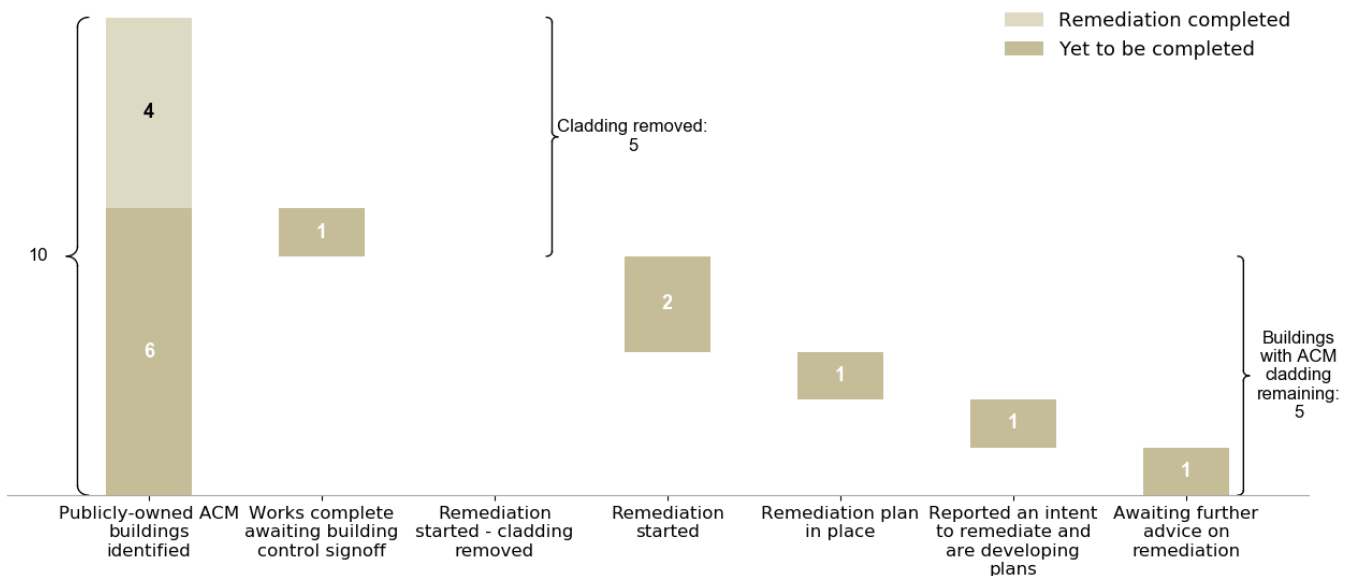 Remediation completed
Yet to be completed
4
Cladding removed:
5
1
10
2
Buildings
with ACM
cladding
remaining:
5
6
1
1
1
Publicly-owned ACM
buildings
identified
Works complete
awaiting building
control signoff
Remediation
started - cladding
removed
Remediation
started
Remediation plan
in place
Reported an intent
to remediate and
are developing
plans
Awaiting further
advice on
remediation